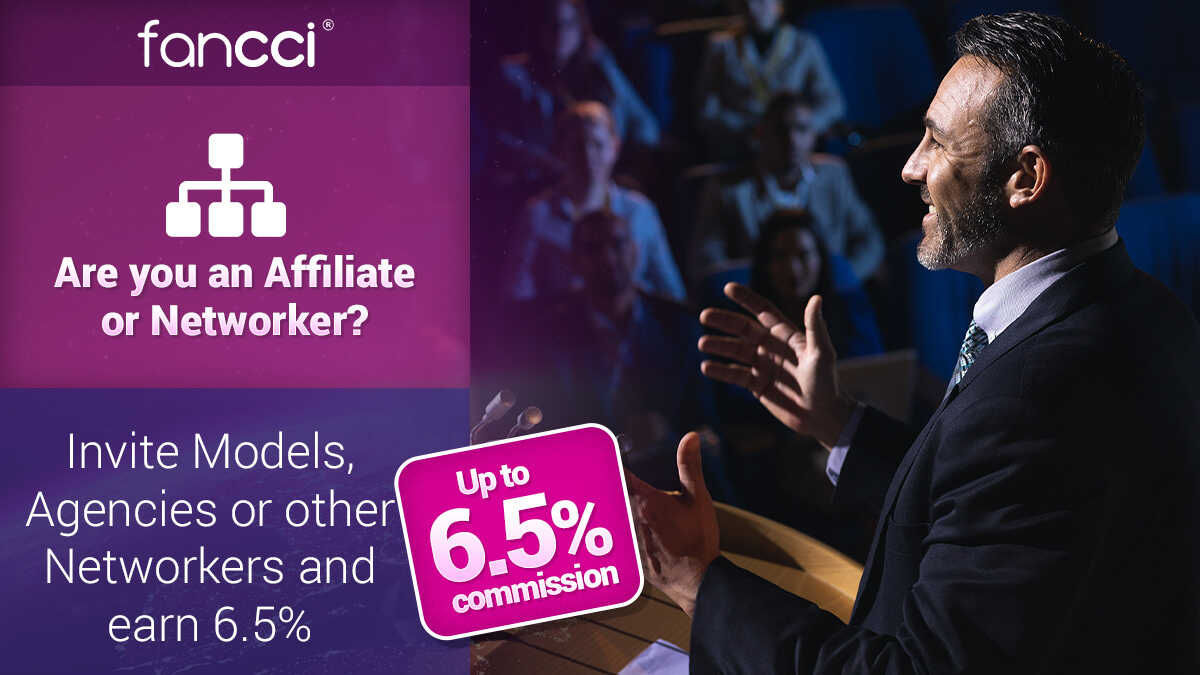 fancci®
Are you an Affiliate
or Networker?
Invite Models,
Agencies or other
Networkers and
earn 6.5%
Up to
6.5%
commission